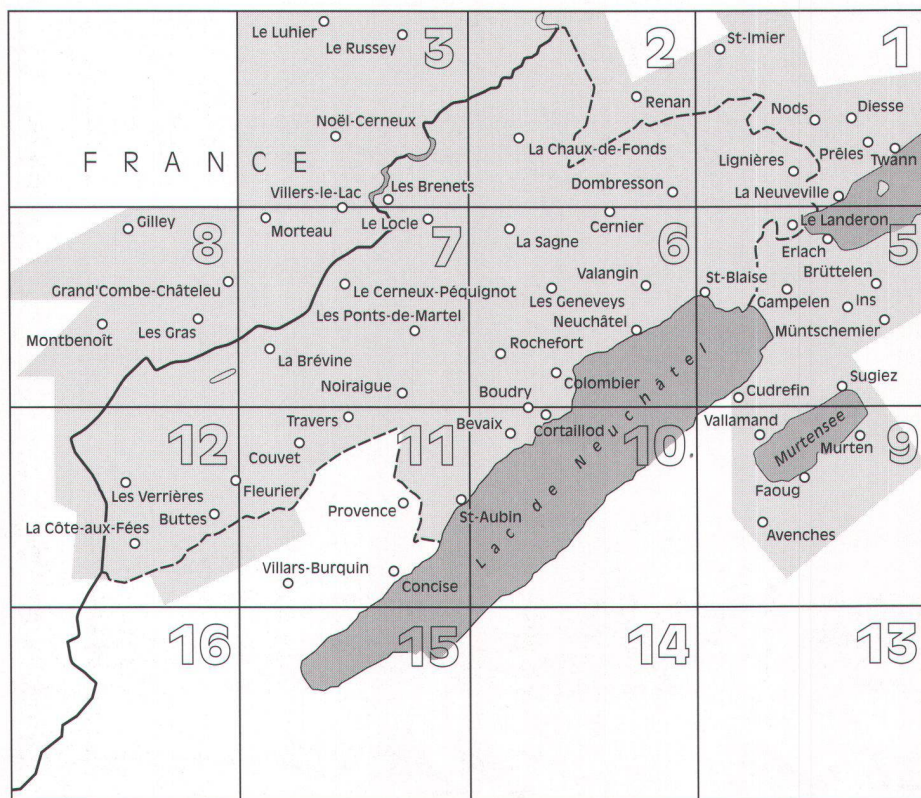 Le Luhier
Le Russey
3
2
St-Imier
1
Renan
Nods
Diesse
Noël-Cerneux
La Chaux-de-Fonds
Prêles
Twann
FRANCE
Lignières
Les Brenets
Dombresson
La Neuveville
Villers-le-Lac
Gilley
Morteau
Le Locle
7
La Sagne
Cernier
6
Le Landeron
Erlach
5
8
Valangin
St-Blaise
Brüttelen
Grand'Combe-Châteleu
Le Cerneux-Péquignot
Les Geneveys
Gampelen
Ins
Montbenoît
Les Gras
Les Ponts-de-Martel
Neuchâtel
Müntschemier
La Brévine
Rochefort
Noiraigue
Colombier
Boudry
Cudrefin
Sugiez
Travers
Bevaix
Cortaillod
Vallamand
12
Couvet
11
10
Murtensee
Murten
9
Lac de Neuchâtel
Les Verrières
Fleurier
Faoug
Buttes
Provence
St-Aubin
La Côte-aux-Fées
Avenches
Villars-Burquin
Concise
16
15
14
13